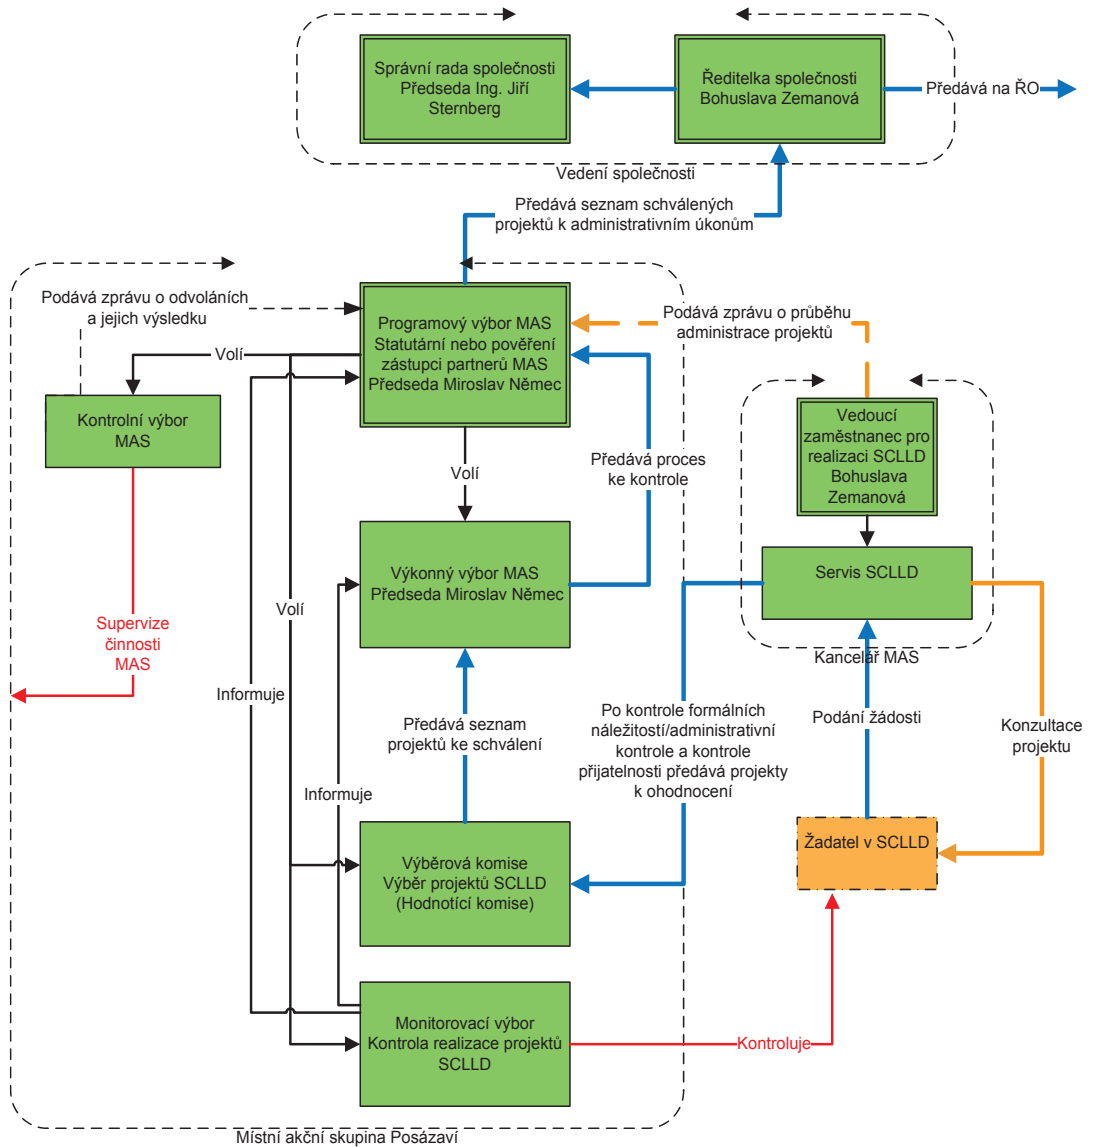 Správní rada společnosti
Předseda Ing. Jiří
Sternberg
Ředitelka společnosti
Bohuslava Zemanová
Předává na ŘO
Vedení společnosti
Předává seznam schválených
projektů k administrativním úkonům
Podává zprávu o odvoláních
a jejich výsledku
Programový výbor MAS
Statutární nebo pověření
zástupci partnerů MAS
Předseda Miroslav Němec
Podává zprávu o průběhu
administrace projektů
Volí
Kontrolní výbor
MAS
Vedoucí
zaměstnanec pro
realizaci SCLLD
Bohuslava
Zemanová
Volí
Předává proces
ke kontrole
Výkonný výbor MAS
Předseda Miroslav Němec
Servis SCLLD
Volí
Supervize
činnosti
MAS
Kancelář MAS
Informuje
Předává seznam
projektů ke schválení
Po kontrole formálních
náležitostí/administrativní
kontrole a kontrole
přijatelnosti předává projekty
k ohodnocení
Podání žádosti
Konzultace
projektu
Informuje
Žadatel v SCLLD
Výběrová komise
Výběr projektů SCLLD
(Hodnotící komise)
Monitorovací výbor
Kontrola realizace projektů
SCLLD
Kontroluje
Místní akční skupina Posázaví